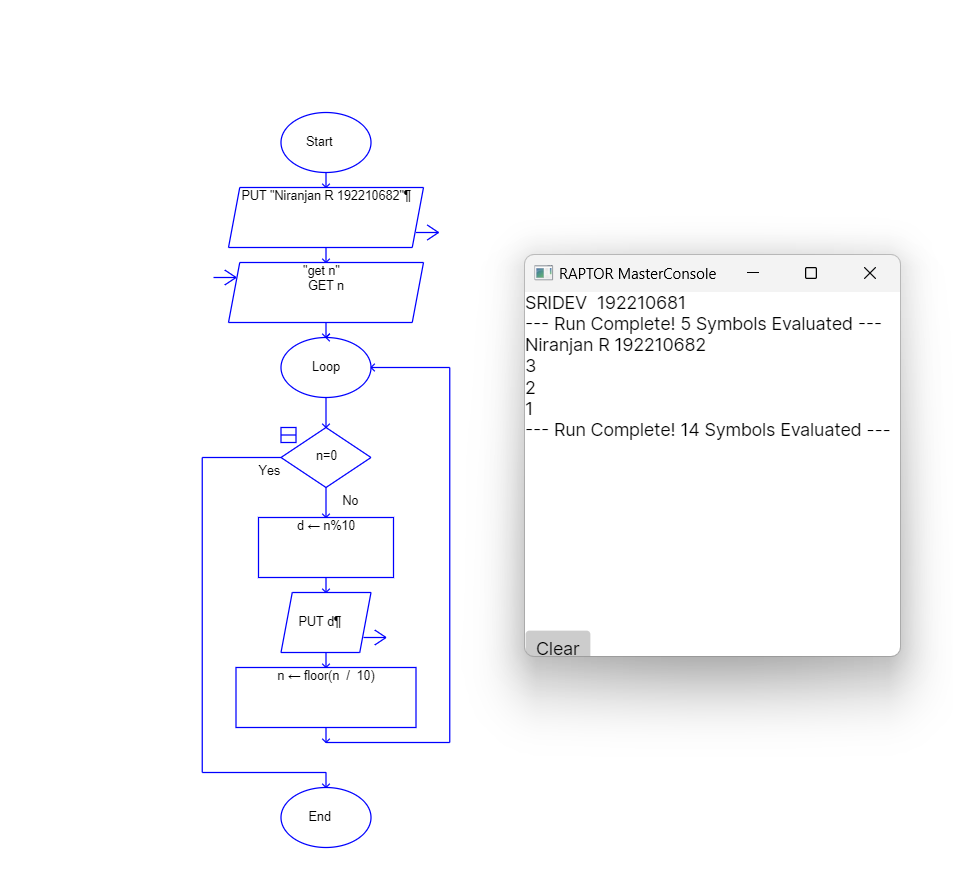 Start
PUT "Niranjan R 192210682"¶
"get n"
GET n
Loop
n=0
Yes
No
d ← n%10
PUT d¶
n ← floor(n / 10)
End
RAPTOR MasterConsole
SRIDEV  192210681
--- Run Complete! 5 Symbols Evaluated ---
Niranjan R 192210682
3
2
1
--- Run Complete! 14 Symbols Evaluated ---
Clear